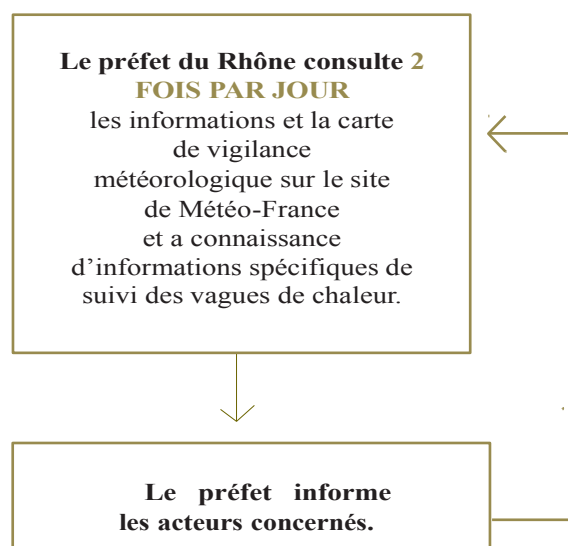 Le préfet du Rhône consulte 2
FOIS PAR JOUR
les informations et la carte
de vigilance
météorologique sur le site
de Météo-France
et a connaissance
d’informations spécifiques de
suivi des vagues de chaleur.
Le préfet informe
les acteurs concernés.